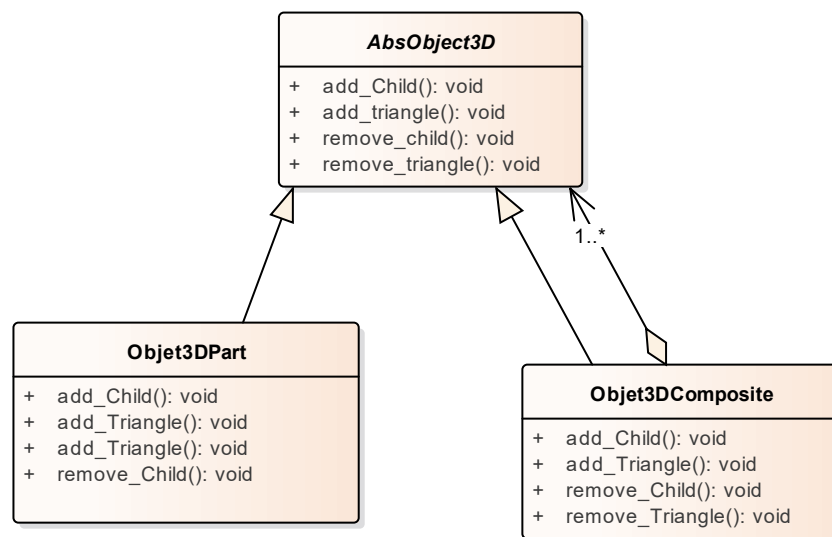 AbsObject3D
+ add_Child(): void
+ add_triangle(): void
+ remove_child(): void
+ remove_triangle(): void
1..*
Objet3DPart
+ add_Child(): void
+ add_Triangle(): void
+ add_Triangle(): void
+ remove_Child(): void
Objet3DComposite
+ add_Child(): void
+ add_Triangle(): void
+ remove_Child(): void
+ remove_Triangle(): void